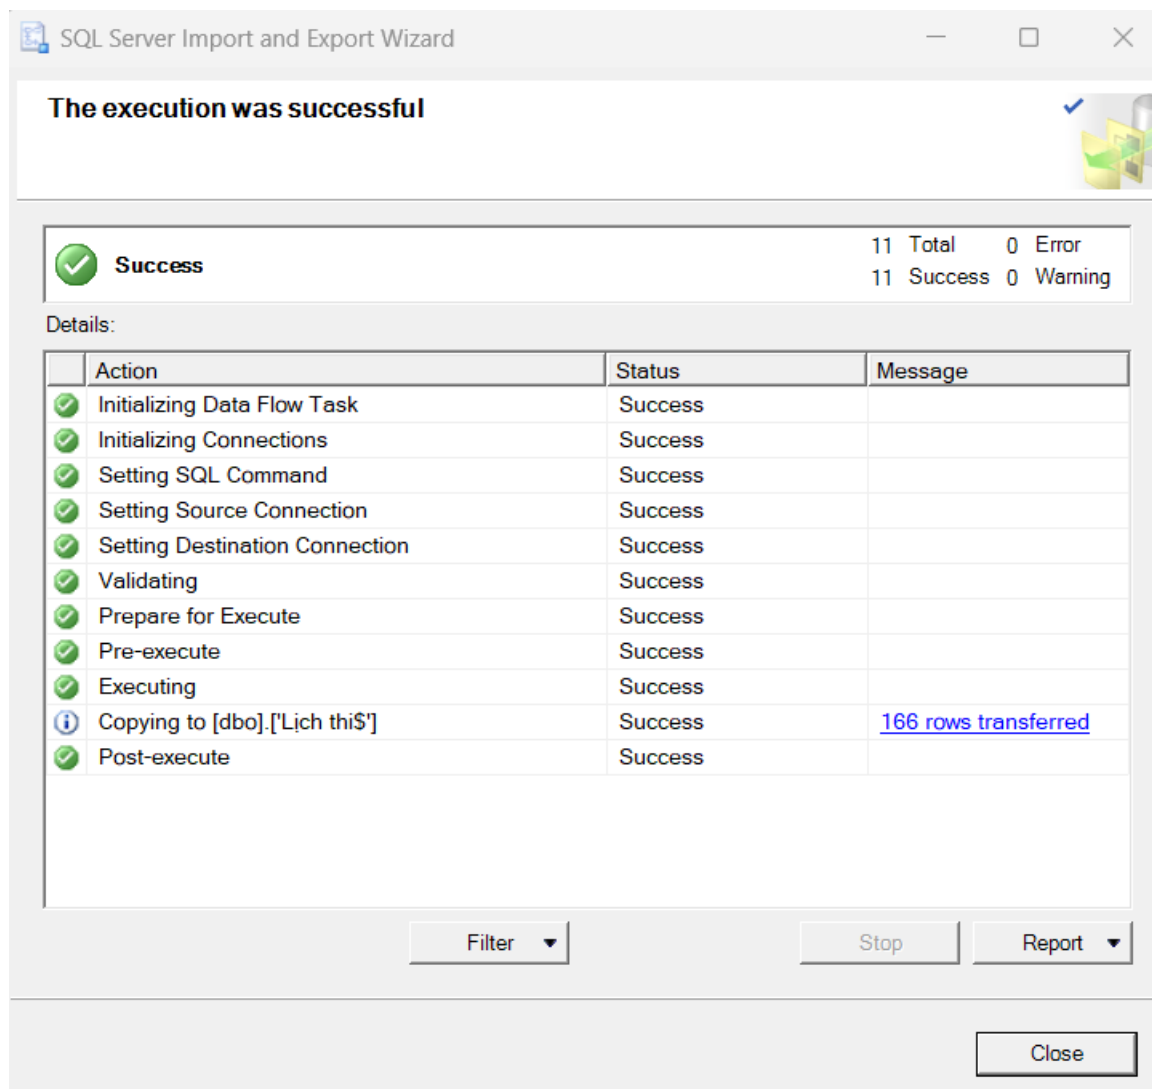 SQL Server Import and Export Wizard
The execution was successful
Success
11 Total 0 Error
11 Success 0 Warning
Details:
Action Status Message
Initializing Data Flow Task Success
Initializing Connections Success
Setting SQL Command Success
Setting Source Connection Success
Setting Destination Connection Success
Validating Success
Prepare for Execute Success
Pre-execute Success
Executing Success
Copying to [dbo].['Lịch thi$'] Success 166 rows transferred
Post-execute Success
Filter Stop Report
Close